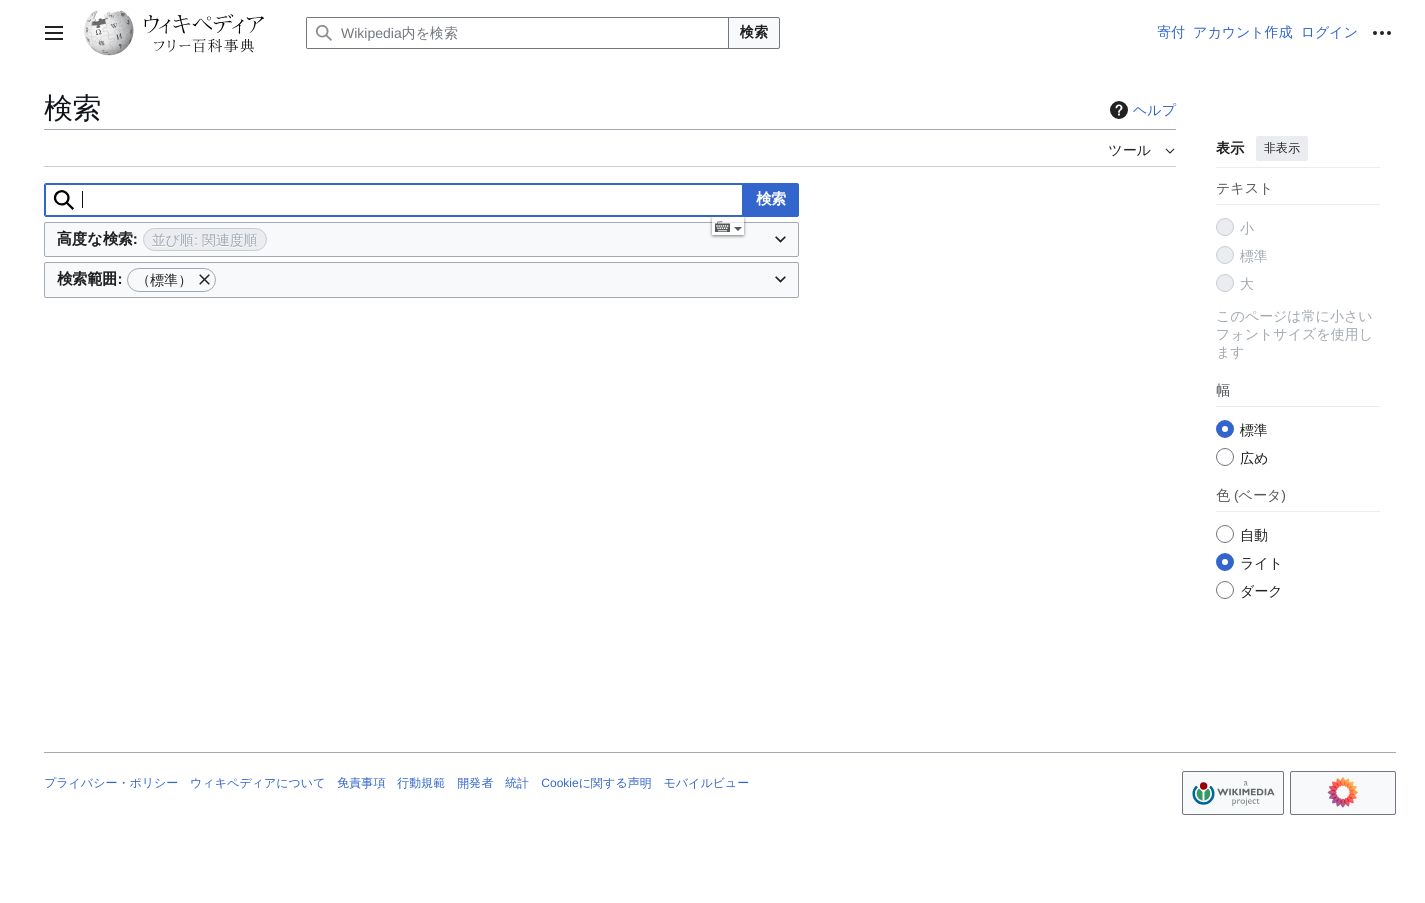 ウィキペディア
フリー百科事典
Wikipedia内を検索
検索
寄付 アカウント作成 ログイン
検索
ヘルプ
ツール
検索
高度な検索: 並び順: 関連度順
検索範囲: （標準）
表示 非表示
テキスト
小
標準
大
このページは常に小さい
フォントサイズを使用し
ます
幅
標準
広め
色 (ベータ)
自動
ライト
ダーク
プライバシー・ポリシー ウィキペディアについて 免責事項 行動規範 開発者 統計 Cookieに関する声明 モバイルビュー
a
WIKIMEDIA
project